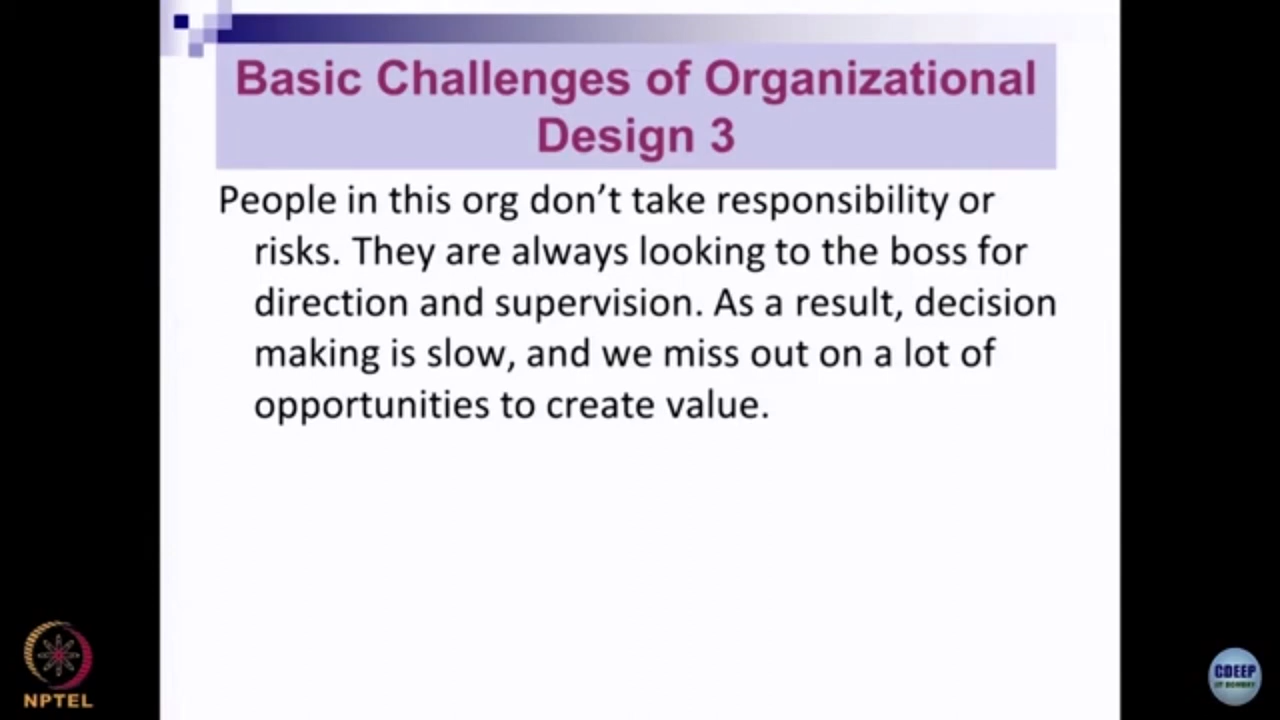 Basic Challenges of Organizational
Design 3
People in this org don’t take responsibility or
risks. They are always looking to the boss for
direction and supervision. As a result, decision
making is slow, and we miss out on a lot of
opportunities to create value.
NPTEL
CDEEP
IIT BOMBAY